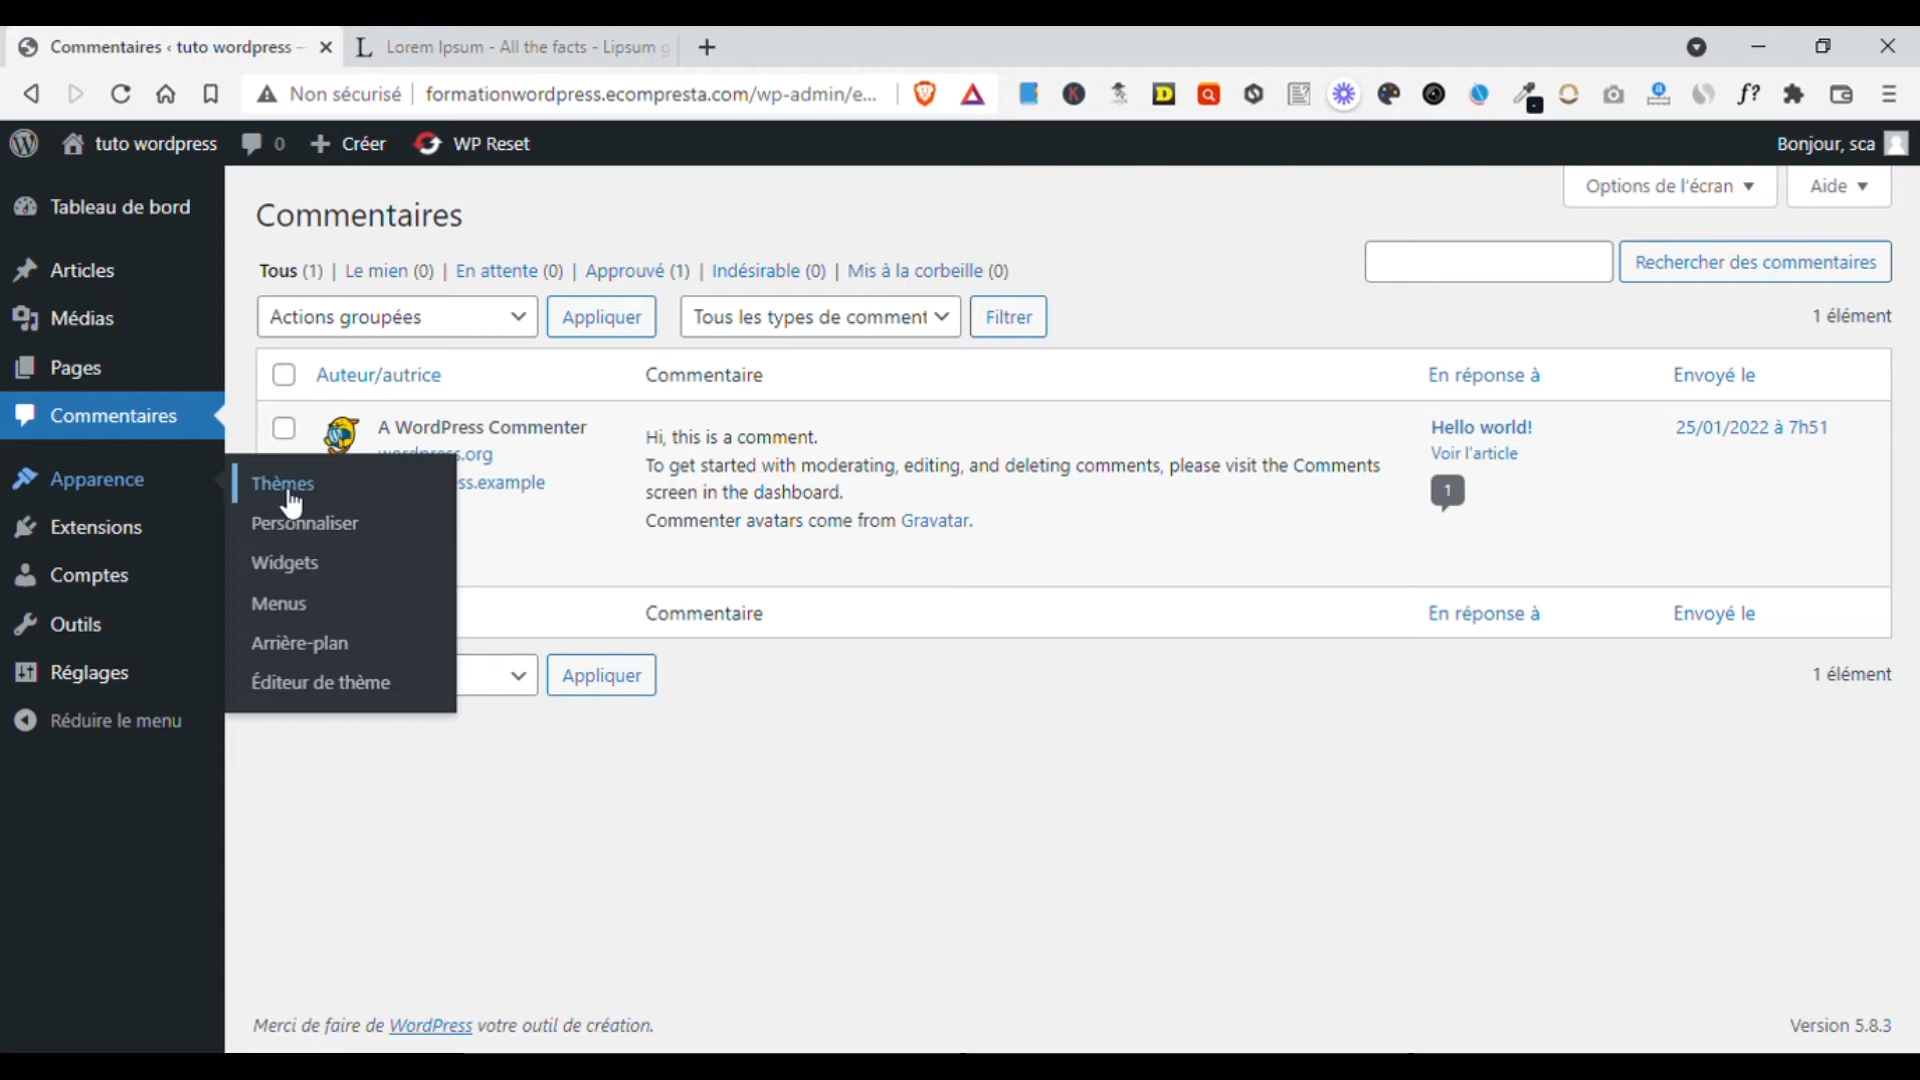 Commentaires ‹ tuto wordpress –
Lorem Ipsum - All the facts - Lipsum g
Non sécurisé
formationwordpress.ecompresta.com/wp-admin/e...
tuto wordpress
0
Créer
WP Reset
Bonjour, sca
Tableau de bord
Articles
Médias
Pages
Commentaires
Apparence
Extensions
Comptes
Outils
Réglages
Réduire le menu
Thèmes
Personnaliser
Widgets
Menus
Arrière-plan
Éditeur de thème
Options de l'écran
Aide
Commentaires
Tous (1) | Le mien (0) | En attente (0) | Approuvé (1) | Indésirable (0) | Mis à la corbeille (0)
Rechercher des commentaires
Actions groupées
Appliquer
Tous les types de comment
Filtrer
1 élément
Auteur/autrice
Commentaire
En réponse à
Envoyé le
A WordPress Commenter
wordpress.org
ss.example
Hi, this is a comment.
To get started with moderating, editing, and deleting comments, please visit the Comments
screen in the dashboard.
Commenter avatars come from Gravatar.
Hello world!
Voir l'article
1
25/01/2022 à 7h51
Commentaire
En réponse à
Envoyé le
Appliquer
1 élément
Merci de faire de WordPress votre outil de création.
Version 5.8.3